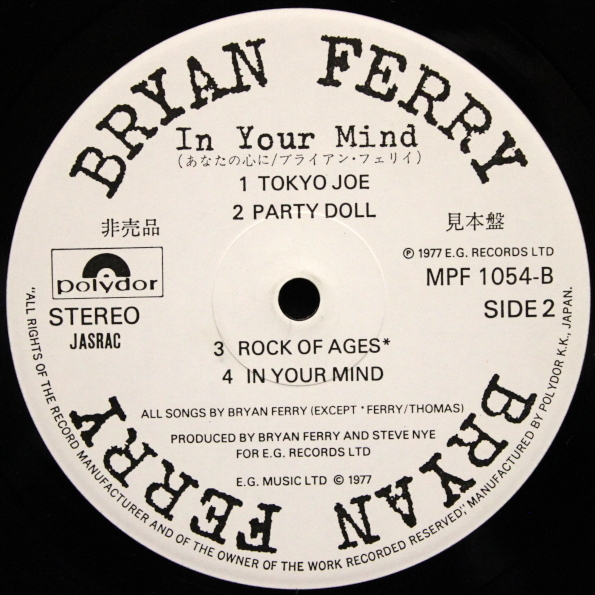 BRYAN FERRY
In Your Mind
(あなたの心に/ブライアン・フェリイ)
1 TOKYO JOE
2 PARTY DOLL
非売品
見本盤
polydor
STEREO
JASRAC
℗ 1977 E.G. RECORDS LTD
MPF 1054-B
SIDE 2
3 ROCK OF AGES*
4 IN YOUR MIND
ALL SONGS BY BRYAN FERRY (EXCEPT *FERRY/THOMAS)
PRODUCED BY BRYAN FERRY AND STEVE NYE
FOR E.G. RECORDS LTD
E.G. MUSIC LTD © 1977
BRYAN FERRY
"ALL RIGHTS OF THE RECORD MANUFACTURER AND OF THE OWNER OF THE WORK RECORDED RESERVED;' MANUFACTURED BY POLYDOR K.K., JAPAN.